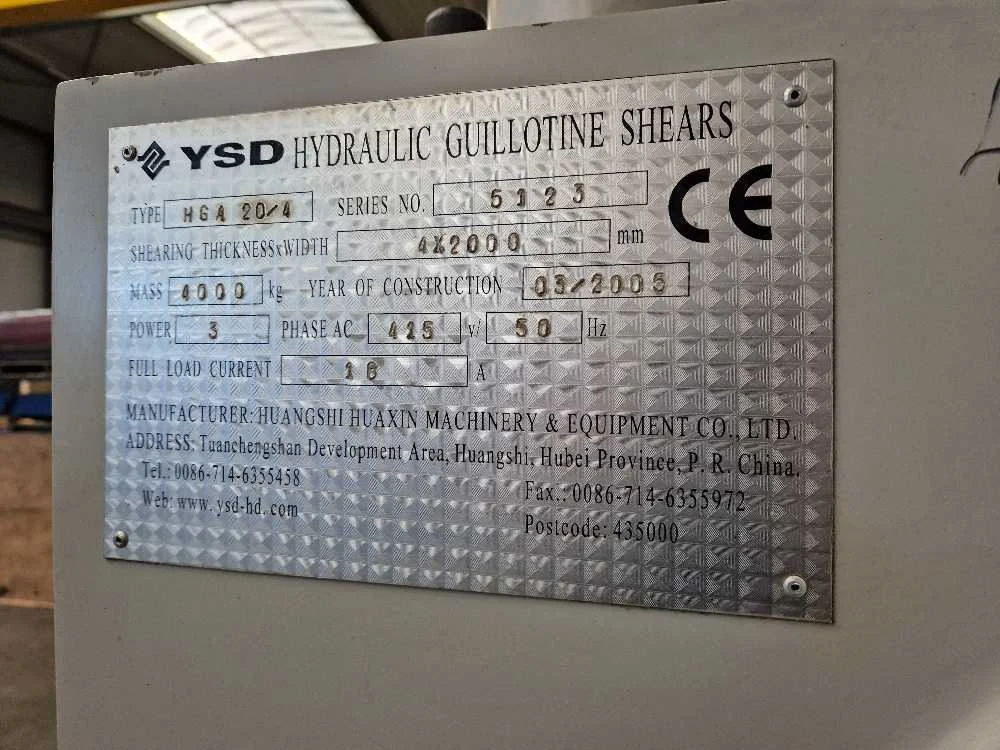 YSD HYDRAULIC GUILLOTINE SHEARS
TYPE HGA 20/4 SERIES NO. 5123 CE
SHEARING THICKNESSxWIDTH 4X2000 mm
MASS 4000 kg YEAR OF CONSTRUCTION 03/2005
POWER 3 PHASE AC 415 v/ 50 Hz
FULL LOAD CURRENT 16 A
MANUFACTURER: HUANGSHI HUAXIN MACHINERY & EQUIPMENT CO., LTD.
ADDRESS: Tuanchengshan Development Area, Huangshi, Hubei Province, P. R. China.
Tel.: 0086-714-6355458 Fax.: 0086-714-6355972
Web: www.ysd-hd.com Postcode: 435000